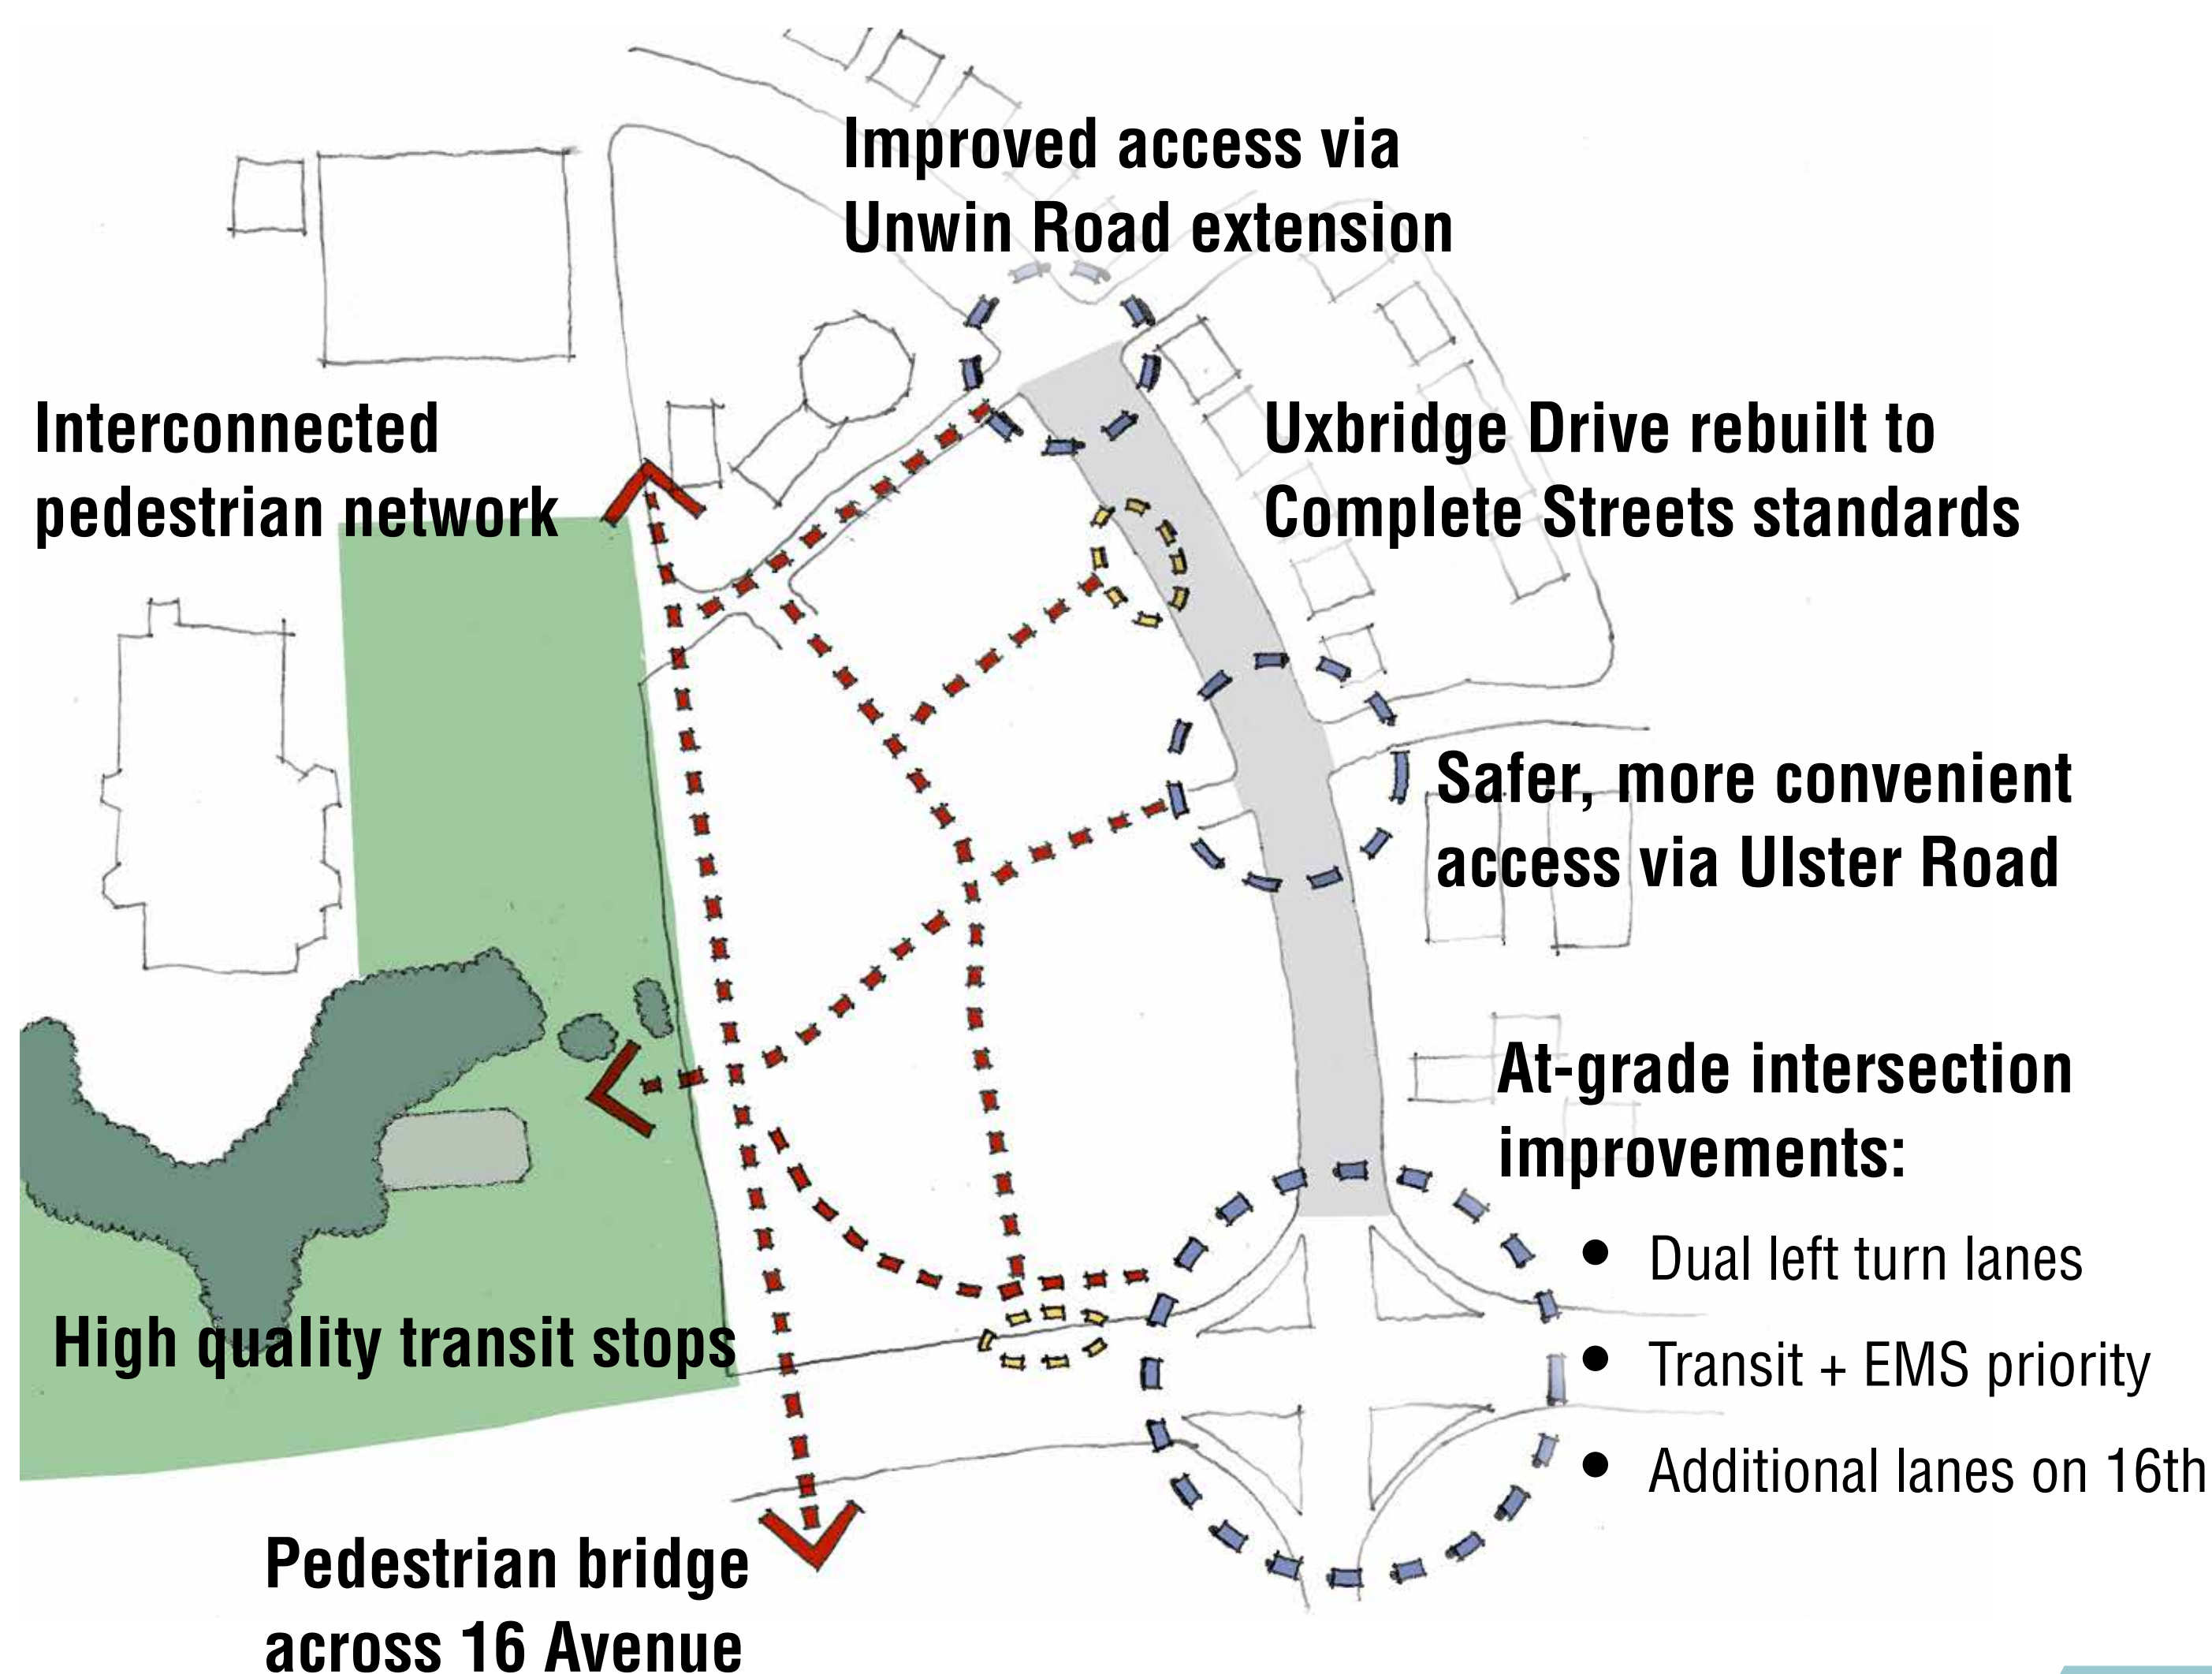 Improved access via
Unwin Road extension
Interconnected
pedestrian network
Uxbridge Drive rebuilt to
Complete Streets standards
Safer, more convenient
access via Ulster Road
At-grade intersection
improvements:
• Dual left turn lanes
• Transit + EMS priority
• Additional lanes on 16th
High quality transit stops
Pedestrian bridge
across 16 Avenue